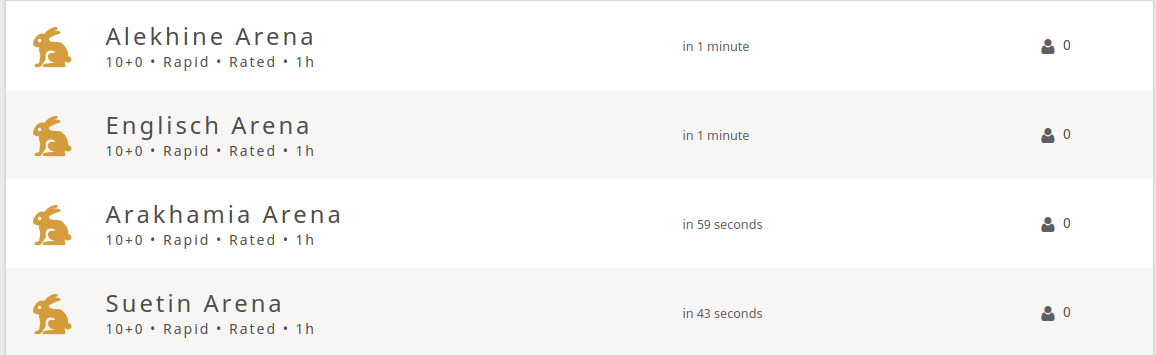 Alekhine Arena
10+0 • Rapid • Rated • 1h
in 1 minute
0
Englisch Arena
10+0 • Rapid • Rated • 1h
in 1 minute
0
Arakhamia Arena
10+0 • Rapid • Rated • 1h
in 59 seconds
0
Suetin Arena
10+0 • Rapid • Rated • 1h
in 43 seconds
0